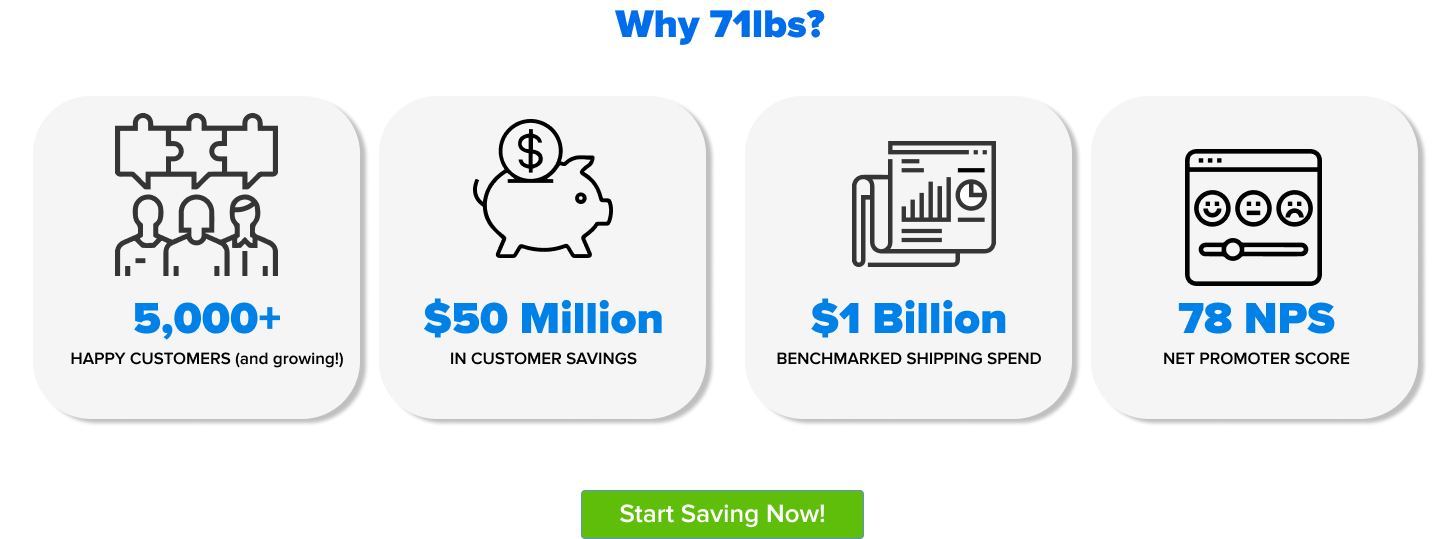 Why 71lbs?
$
5,000+
HAPPY CUSTOMERS (and growing!)
$50 Million
IN CUSTOMER SAVINGS
$1 Billion
BENCHMARKED SHIPPING SPEND
78 NPS
NET PROMOTER SCORE
Start Saving Now!